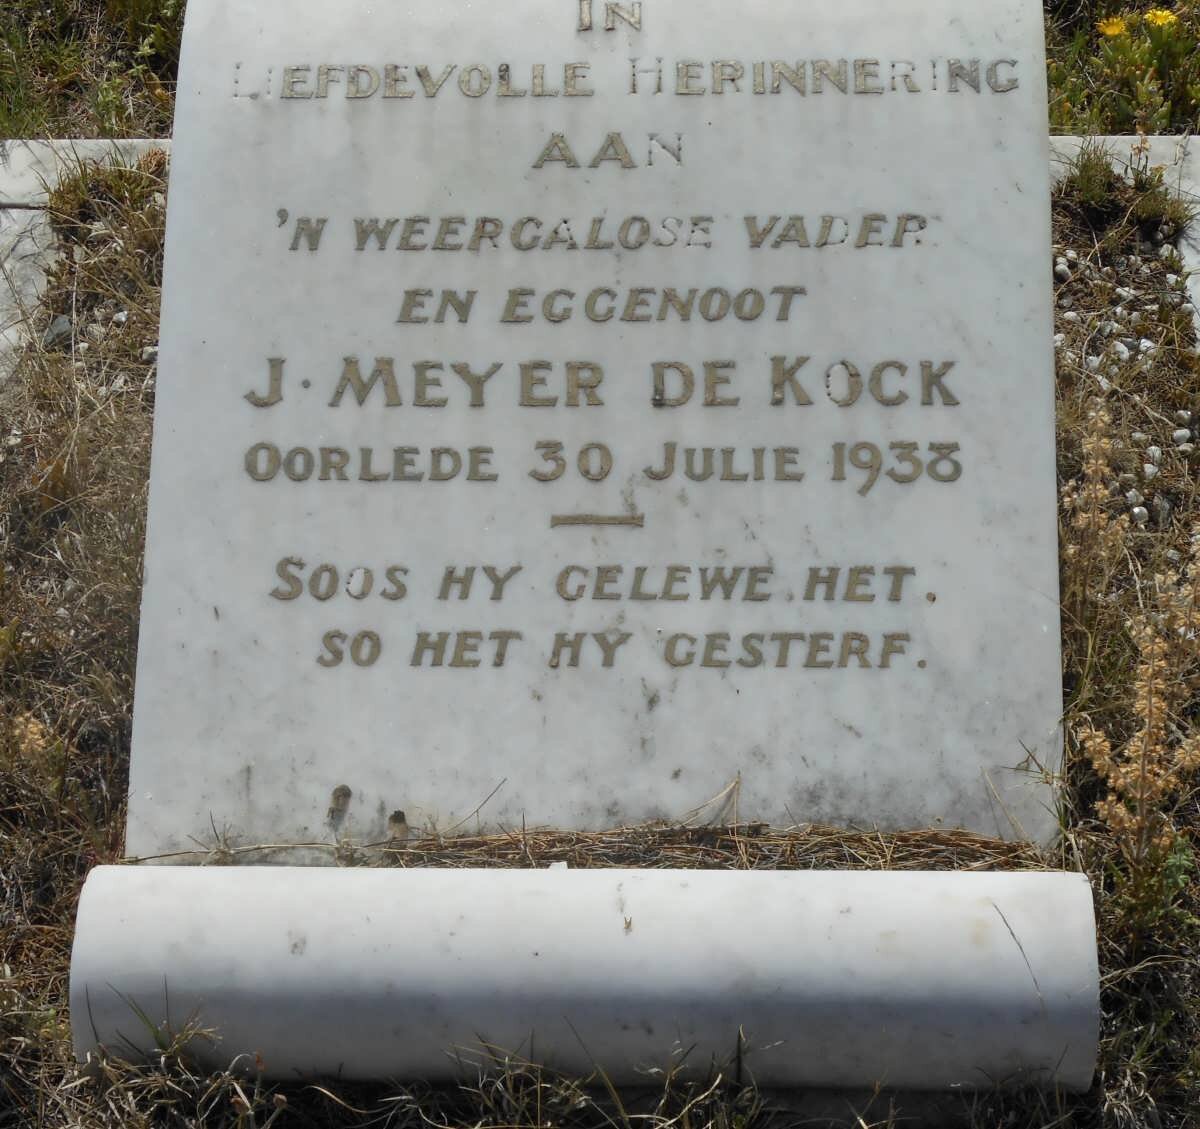 IN
LIEFDEVOLLE HERINNERING
AAN
'N WEERGALOSE VADER
EN EGGENOOT
J. MEYER DE KOCK
OORLEDE 30 JULIE 1938
SOOS HY GELEWE HET.
SO HET HY GESTERF.